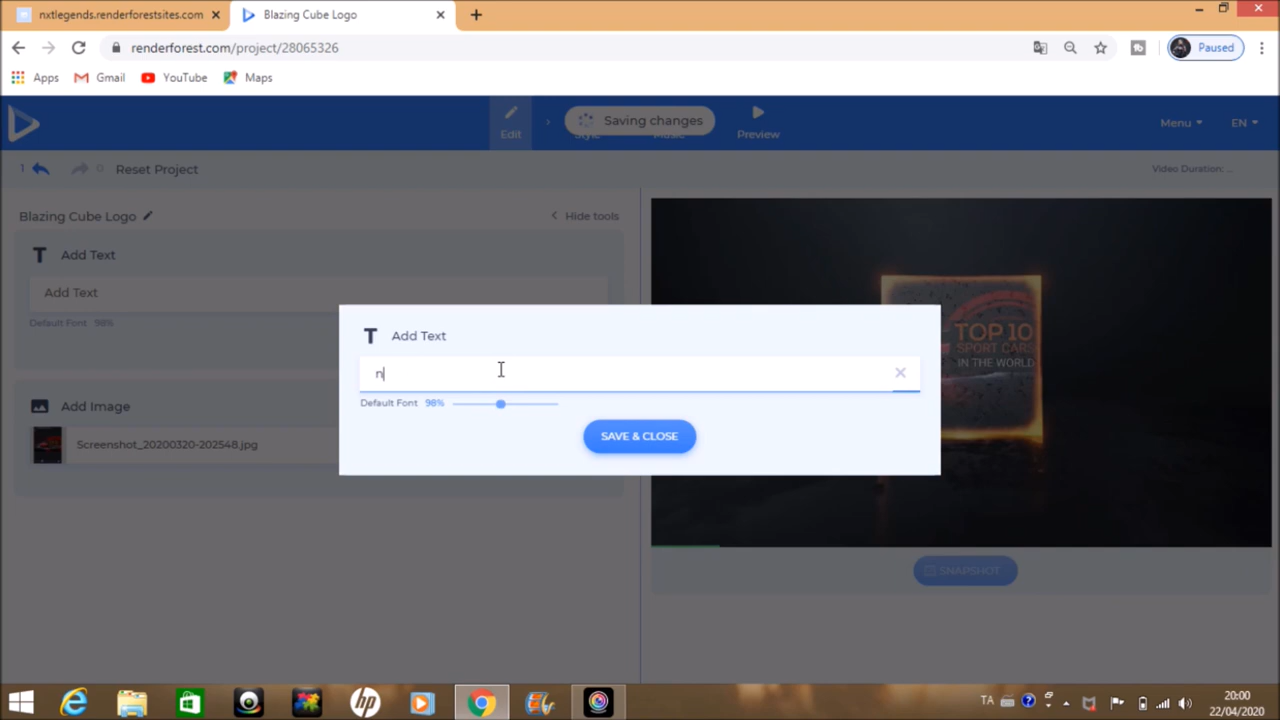 nxtlegends.renderforestsites.com
Blazing Cube Logo
renderforest.com/project/28065326
Paused
Apps
Gmail
YouTube
Maps
Edit
Saving changes
Preview
Menu
EN
1
0
Reset Project
Video Duration: ...
Blazing Cube Logo
Hide tools
T Add Text
Add Text
Default Font 98%
T Add Text
n
Default Font 98%
SAVE & CLOSE
Add Image
Screenshot_20200320-202548.jpg
TOP 10
SPORT CARS
IN THE WORLD
SNAPSHOT
TA
20:00
22/04/2020